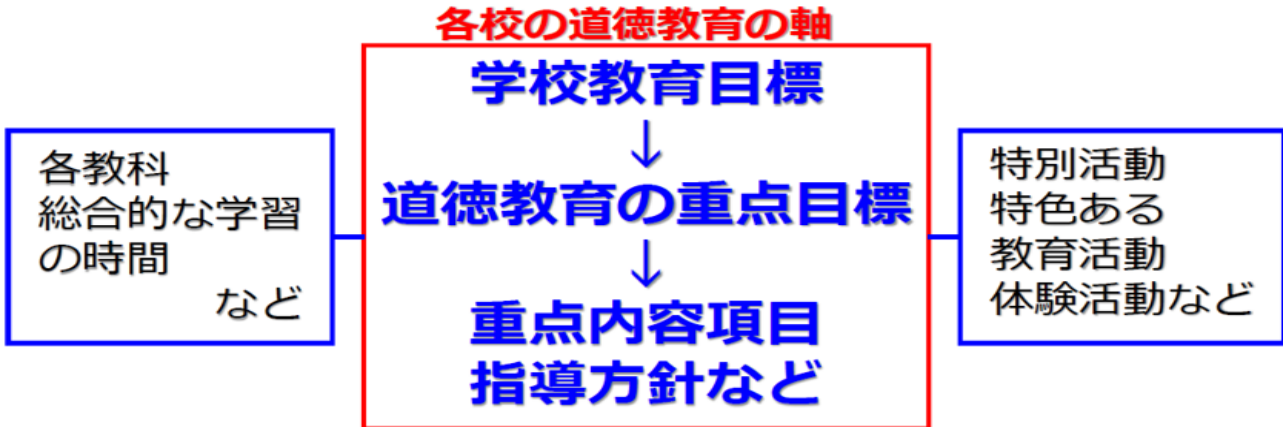 各校の道徳教育の軸
学校教育目標
↓
道徳教育の重点目標
↓
重点内容項目
指導方針など
各教科
総合的な学習
の時間
など
特別活動
特色ある
教育活動
体験活動など